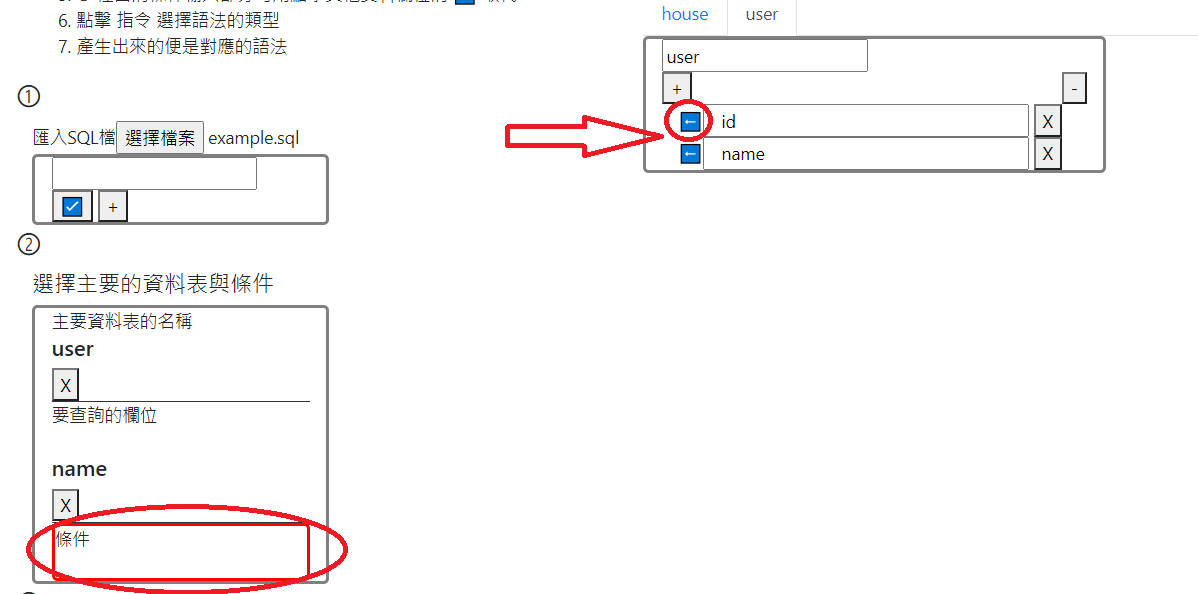 6. 點擊 指令 選擇語法的類型
7. 產生出來的便是對應的語法
①
匯入SQL檔 選擇檔案 example.sql
+
②
選擇主要的資料表與條件
主要資料表的名稱
user
X
要查詢的欄位
name
X
條件
house user
user
+ -
← id X
← name X